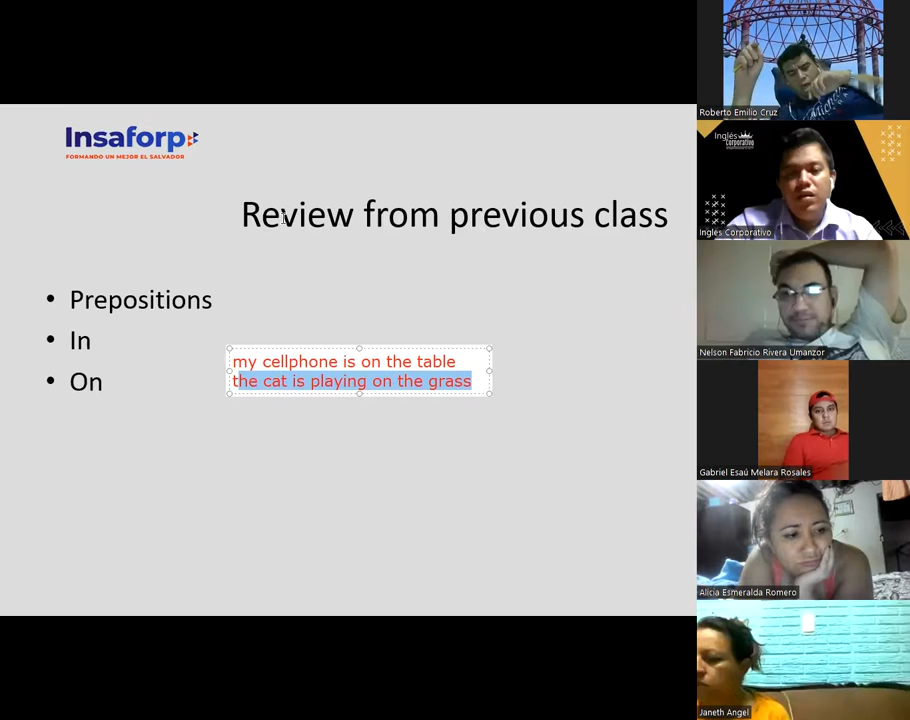 Insaforp
FORMANDO UN MEJOR EL SALVADOR
Review from previous class
• Prepositions
• In
• On
my cellphone is on the table
the cat is playing on the grass
Roberto Emilio Cruz
Inglés
Corporativo
Inglés Corporativo
Nelson Fabricio Rivera Umanzor
Gabriel Esaú Melara Rosales
Alicia Esmeralda Romero
Janeth Angel